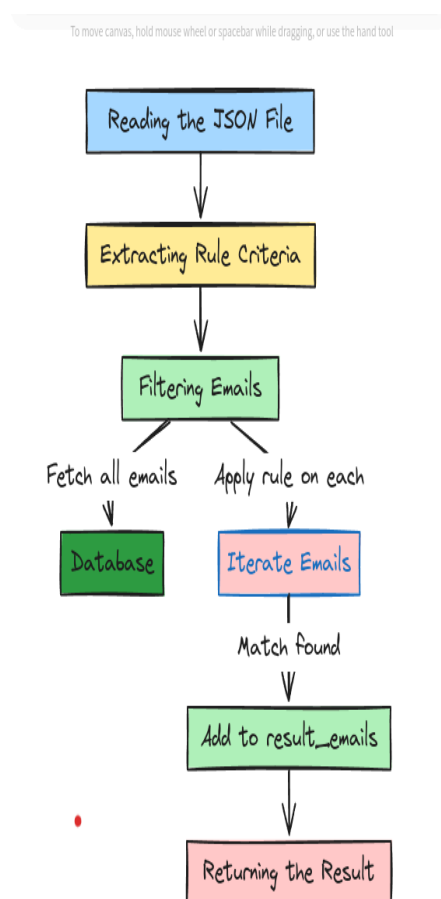 To move canvas, hold mouse wheel or spacebar while dragging, or use the hand tool
Reading the JSON File
Extracting Rule Criteria
Filtering Emails
Fetch all emails
Apply rule on each
Database
Iterate Emails
Match found
Add to result_emails
Returning the Result